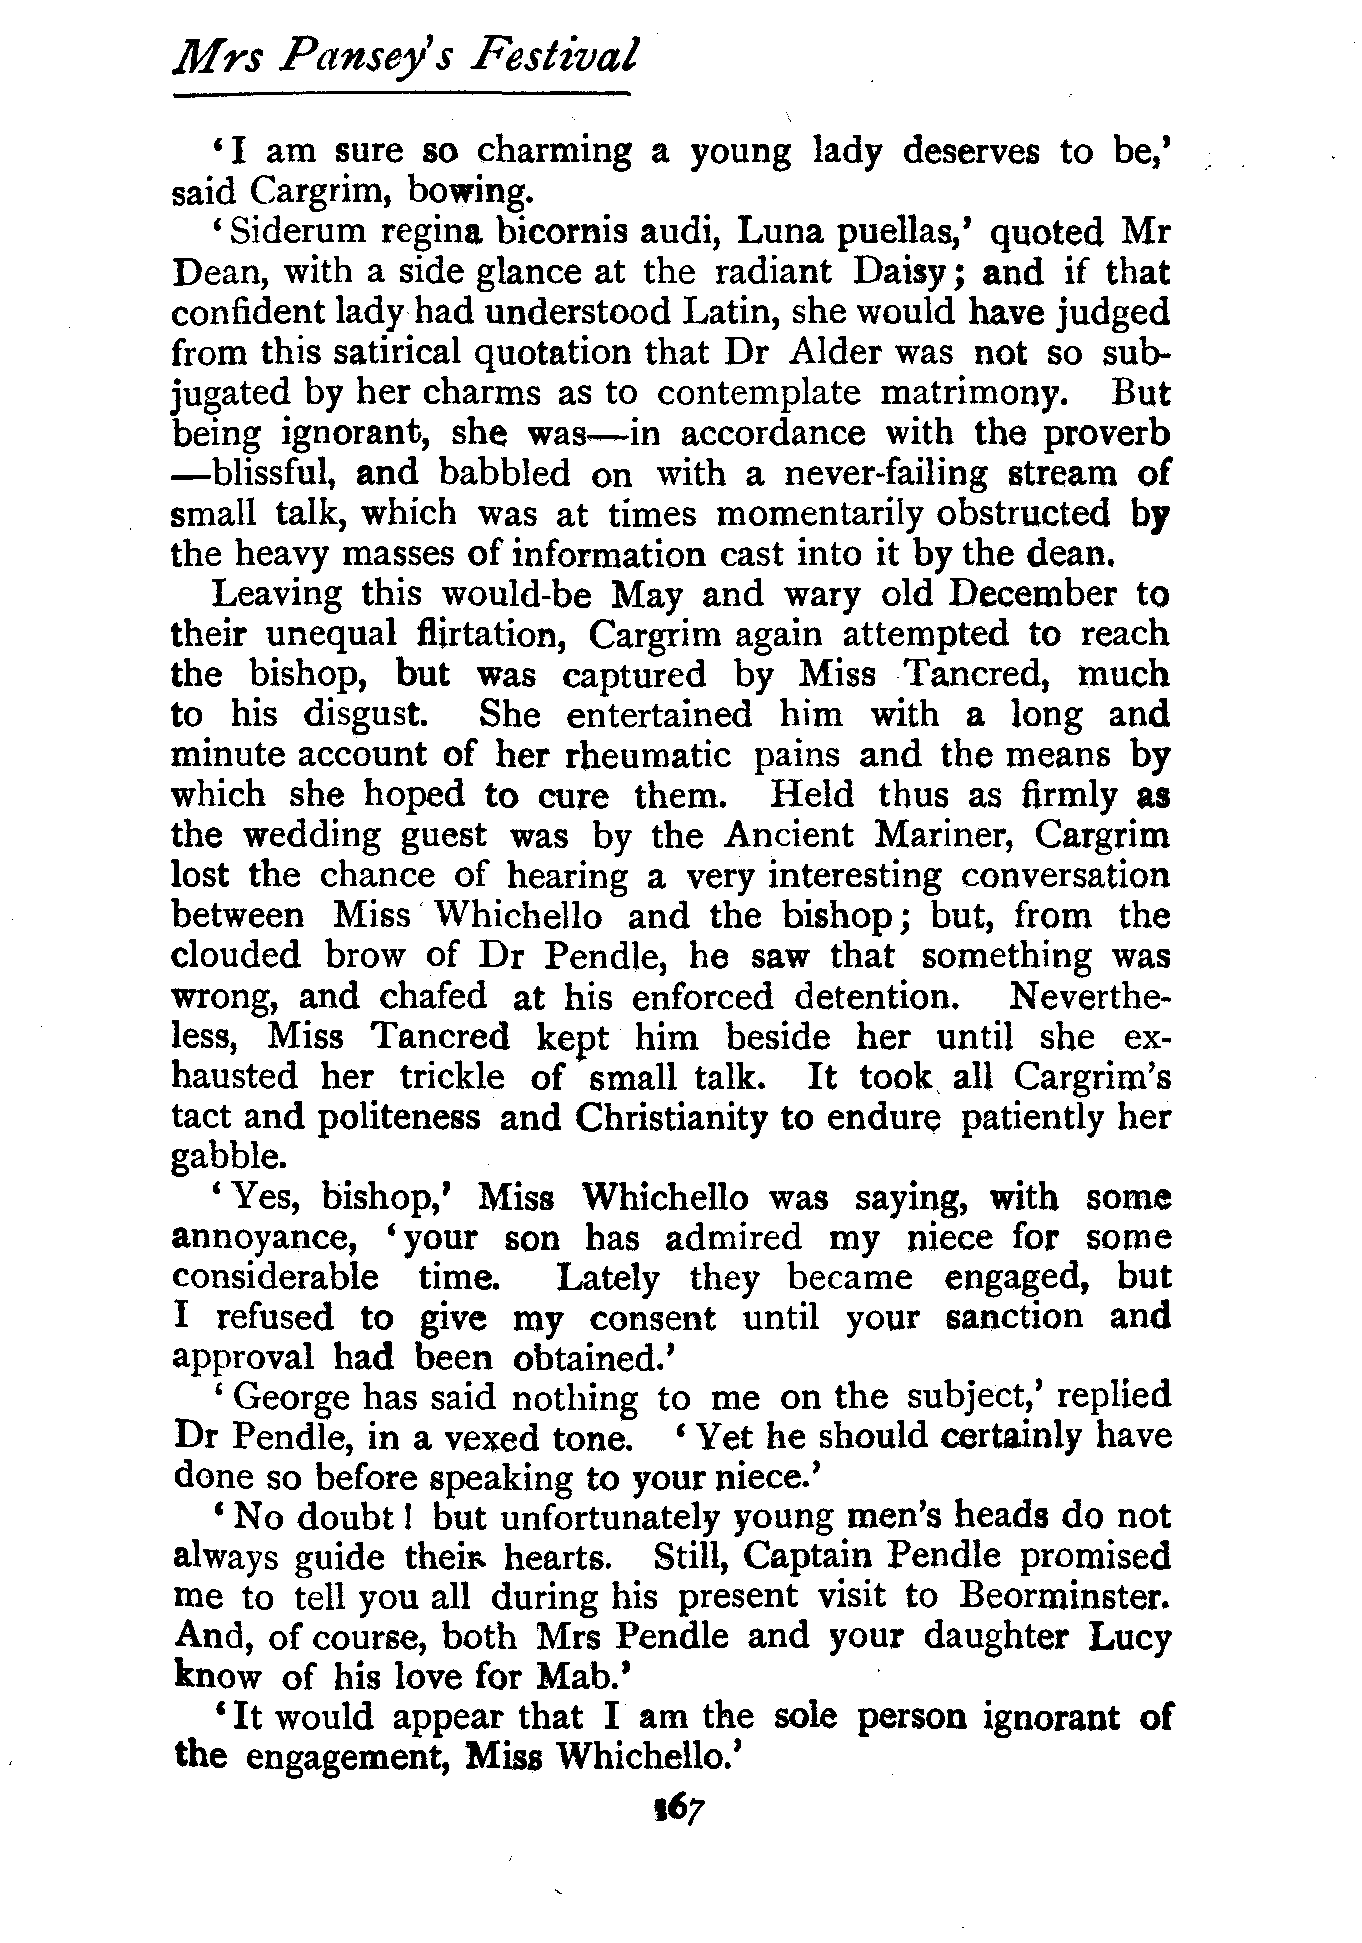 Mrs Pansey's Festival
'I am sure so charming a young lady deserves to be,'
said Cargrim, bowing.
'Siderum regina bicornis audi, Luna puellas,' quoted Mr
Dean, with a side glance at the radiant Daisy; and if that
confident lady had understood Latin, she would have judged
from this satirical quotation that Dr Alder was not so sub-
jugated by her charms as to contemplate matrimony. But
being ignorant, she was—in accordance with the proverb
—blissful, and babbled on with a never-failing stream of
small talk, which was at times momentarily obstructed by
the heavy masses of information cast into it by the dean.
Leaving this would-be May and wary old December to
their unequal flirtation, Cargrim again attempted to reach
the bishop, but was captured by Miss Tancred, much
to his disgust. She entertained him with a long and
minute account of her rheumatic pains and the means by
which she hoped to cure them. Held thus as firmly as
the wedding guest was by the Ancient Mariner, Cargrim
lost the chance of hearing a very interesting conversation
between Miss Whichello and the bishop; but, from the
clouded brow of Dr Pendle, he saw that something was
wrong, and chafed at his enforced detention. Neverthe-
less, Miss Tancred kept him beside her until she ex-
hausted her trickle of small talk. It took all Cargrim's
tact and politeness and Christianity to endure patiently her
gabble.
'Yes, bishop,' Miss Whichello was saying, with some
annoyance, 'your son has admired my niece for some
considerable time. Lately they became engaged, but
I refused to give my consent until your sanction and
approval had been obtained.'
'George has said nothing to me on the subject,' replied
Dr Pendle, in a vexed tone. 'Yet he should certainly have
done so before speaking to your niece.'
'No doubt! but unfortunately young men's heads do not
always guide their hearts. Still, Captain Pendle promised
me to tell you all during his present visit to Beorminster.
And, of course, both Mrs Pendle and your daughter Lucy
know of his love for Mab.'
'It would appear that I am the sole person ignorant of
the engagement, Miss Whichello.'
167